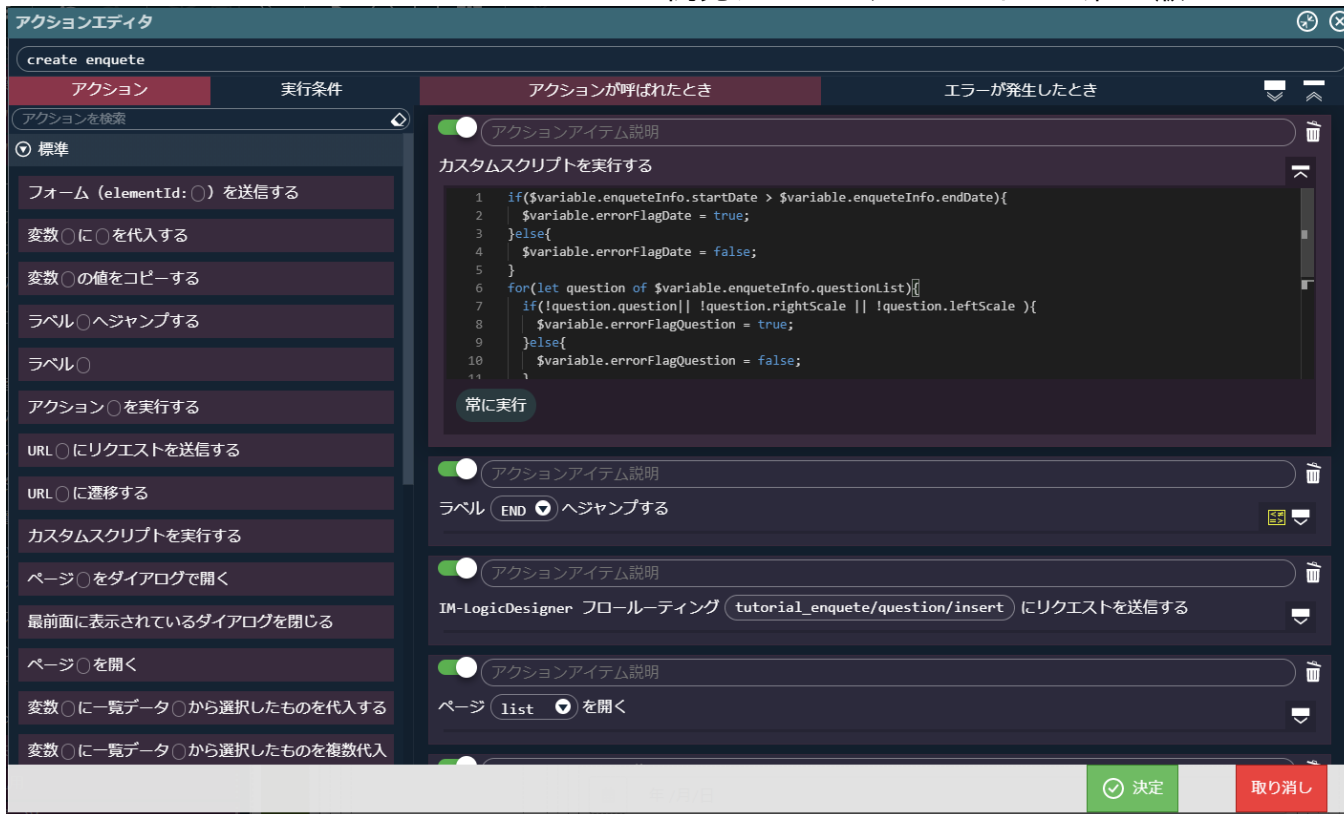 アクションエディタ
create enquete
アクション
実行条件
アクションが呼ばれたとき
エラーが発生したとき
アクションを検索
標準
フォーム (elementId:○) を送信する
変数○に○を代入する
変数○の値をコピーする
ラベル○へジャンプする
ラベル○
アクション○を実行する
URL○にリクエストを送信する
URL○に遷移する
カスタムスクリプトを実行する
ページ○をダイアログで開く
最前面に表示されているダイアログを閉じる
ページ○を開く
変数○に一覧データ○から選択したものを代入する
変数○に一覧データ○から選択したものを複数代入
アクションアイテム説明
カスタムスクリプトを実行する
1 if($variable.enqueteInfo.startDate > $variable.enqueteInfo.endDate){
2 $variable.errorFlagDate = true;
3 }else{
4 $variable.errorFlagDate = false;
5 }
6 for(let question of $variable.enqueteInfo.questionList){
7 if(!question.question|| !question.rightScale || !question.leftScale ){
8 $variable.errorFlagQuestion = true;
9 }else{
10 $variable.errorFlagQuestion = false;
11 }
常に実行
アクションアイテム説明
ラベル END へジャンプする
アクションアイテム説明
IM-LogicDesigner フロールーティング tutorial_enquete/question/insert にリクエストを送信する
アクションアイテム説明
ページ list を開く
決定
取り消し